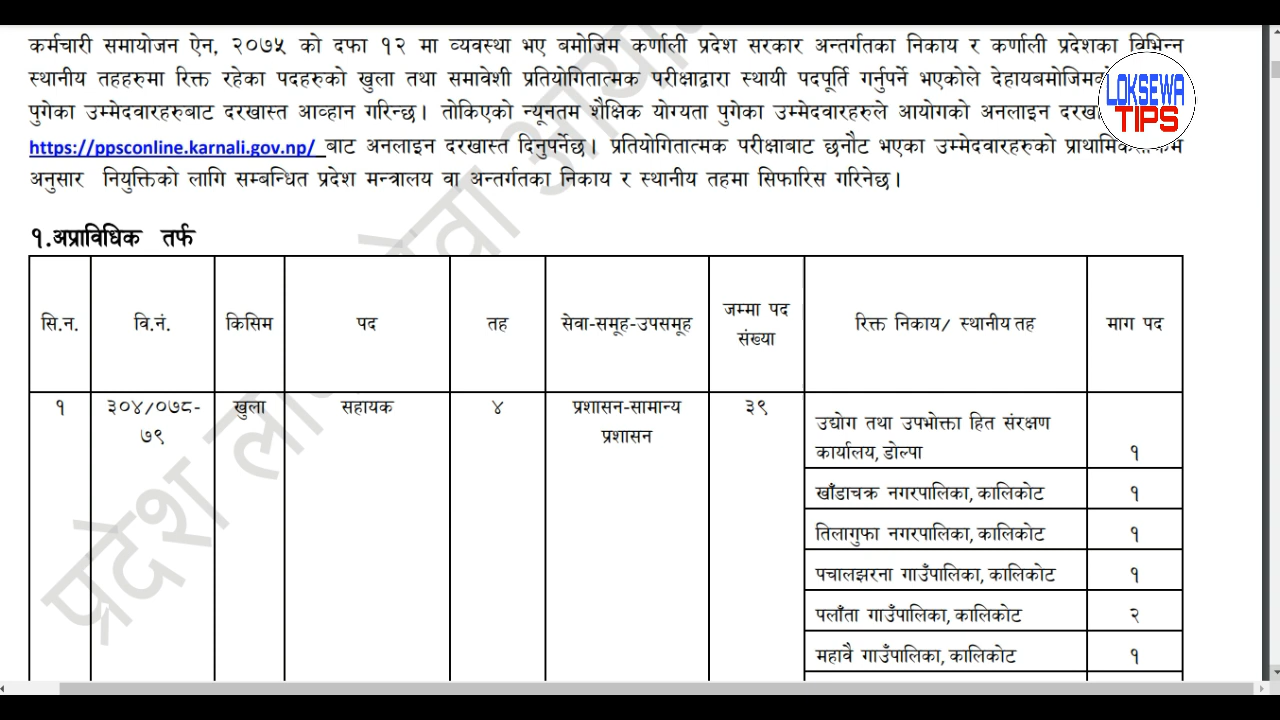 कर्मचारी समायोजन ऐन, २०७५ को दफा १२ मा व्यवस्था भए बमोजिम कर्णाली प्रदेश सरकार अन्तर्गतका निकाय र कर्णाली प्रदेशका विभिन्न
स्थानीय तहहरुमा रिक्त रहेका पदहरुको खुला तथा समावेशी प्रतियोगितात्मक परीक्षाद्वारा स्थायी पदपूर्ति गर्नुपर्ने भएकोले
पुगेका उम्मेदवारहरुबाट दरखास्त आव्हान गरिन्छ। तोकिएको न्यूनतम शैक्षिक योग्यता पुगेका उम्मेदवारहरुले आयोगको अनलाइन
https://ppsconline.karnali.gov.np/ बाट अनलाइन दरखास्त दिनुपर्नेछ। प्रतियोगितात्मक परीक्षाबाट छनौट भएका उम्मेदवारहरुको
अनुसार नियुक्तिको लागि सम्बन्धित प्रदेश मन्त्रालय वा अन्तर्गतका निकाय र स्थानीय तहमा सिफारिस गरिनेछ।
LOKSEWA
TIPS
१.अप्राविधिक तर्फ
सि.न. वि.नं. किसिम पद तह सेवा-समूह-उपसमूह जम्मा पद संख्या रिक्त निकाय/ स्थानीय तह माग पद
१ ३०४/०७८-७९ खुला सहायक ४ प्रशासन-सामान्य प्रशासन ३९
उद्योग तथा उपभोक्ता हित संरक्षण
कार्यालय, डोल्पा १
खाँडाचक्र नगरपालिका, कालिकोट १
तिलागुफा नगरपालिका, कालिकोट १
पचालझरना गाउँपालिका, कालिकोट १
पलाँता गाउँपालिका, कालिकोट २
महावै गाउँपालिका, कालिकोट १
प्रदेश लोक सेवा आयोग